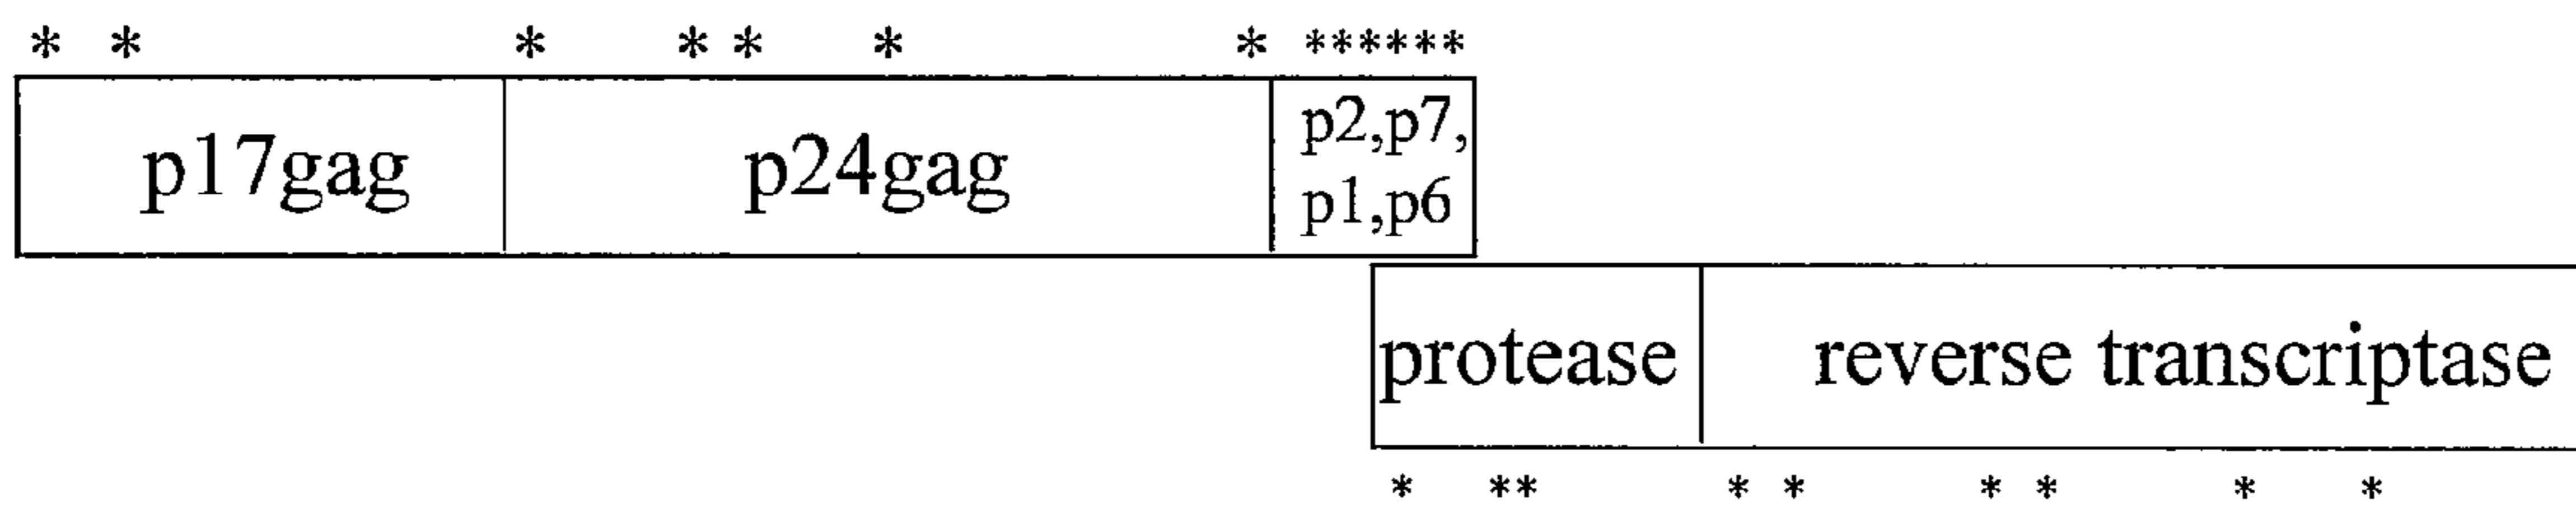 * * * * * * * ******
p17gag p24gag p2,p7,
p1,p6
protease reverse transcriptase
* ** * * * * * *